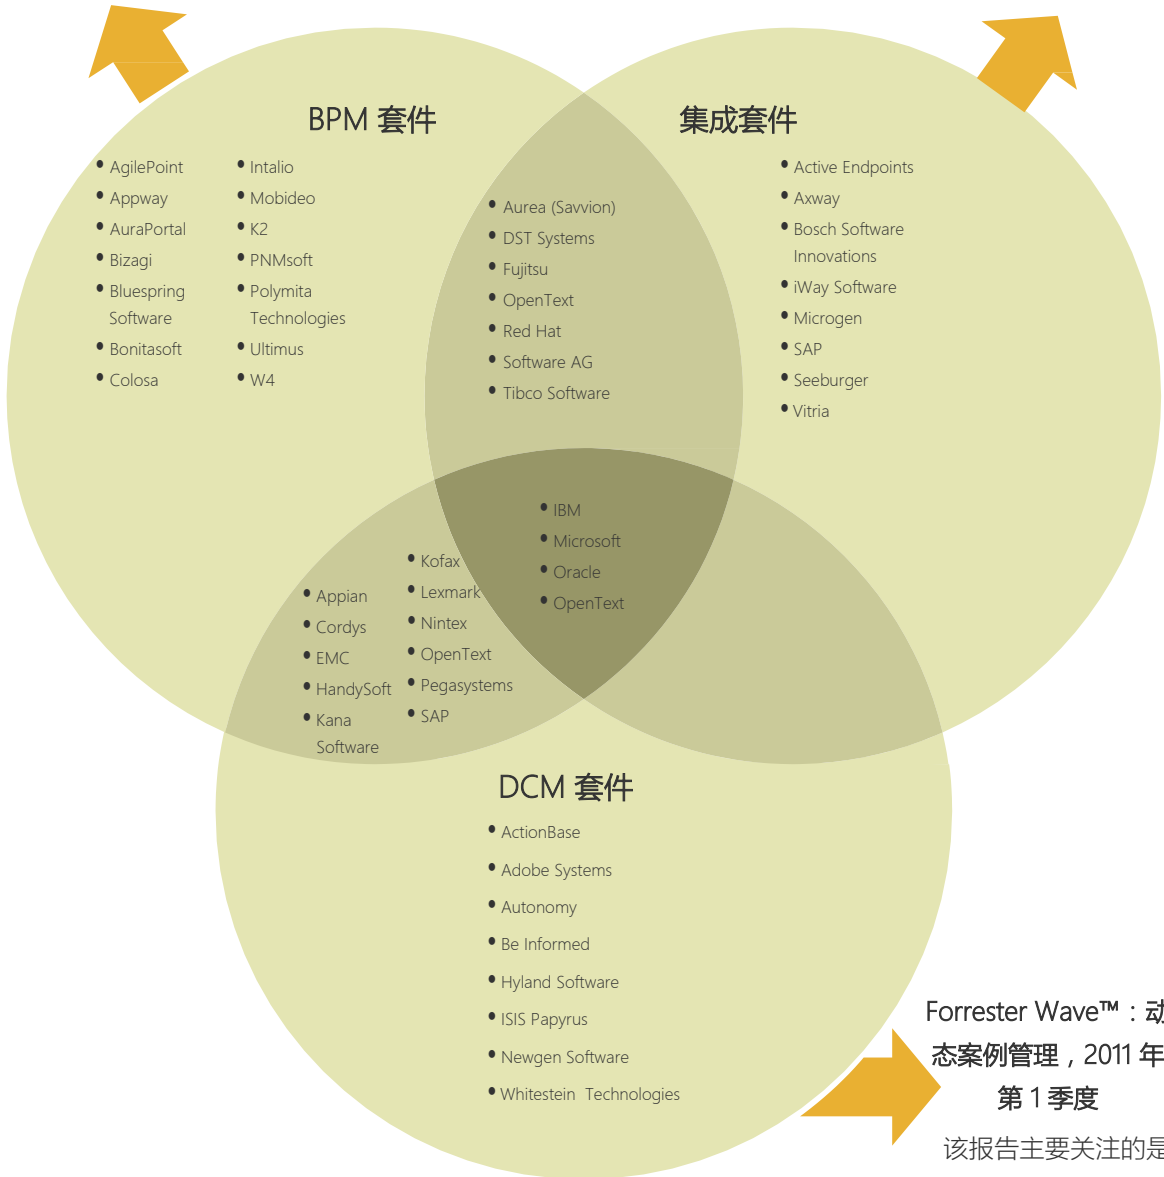 BPM 套件
• AgilePoint
• Appway
• AuraPortal
• Bizagi
• Bluespring
Software
• Bonitasoft
• Colosa
• Intalio
• Mobideo
• K2
• PNMsoft
• Polymita
Technologies
• Ultimus
• W4
• Aurea (Savvion)
• DST Systems
• Fujitsu
• OpenText
• Red Hat
• Software AG
• Tibco Software
集成套件
• Active Endpoints
• Axway
• Bosch Software
Innovations
• iWay Software
• Microgen
• SAP
• Seeburger
• Vitria
• IBM
• Microsoft
• Oracle
• OpenText
• Appian
• Cordys
• EMC
• HandySoft
• Kana
Software
• Kofax
• Lexmark
• Nintex
• OpenText
• Pegasystems
• SAP
DCM 套件
• ActionBase
• Adobe Systems
• Autonomy
• Be Informed
• Hyland Software
• ISIS Papyrus
• Newgen Software
• Whitestein Technologies
Forrester Wave™：动
态案例管理，2011 年
第 1 季度
该报告主要关注的是